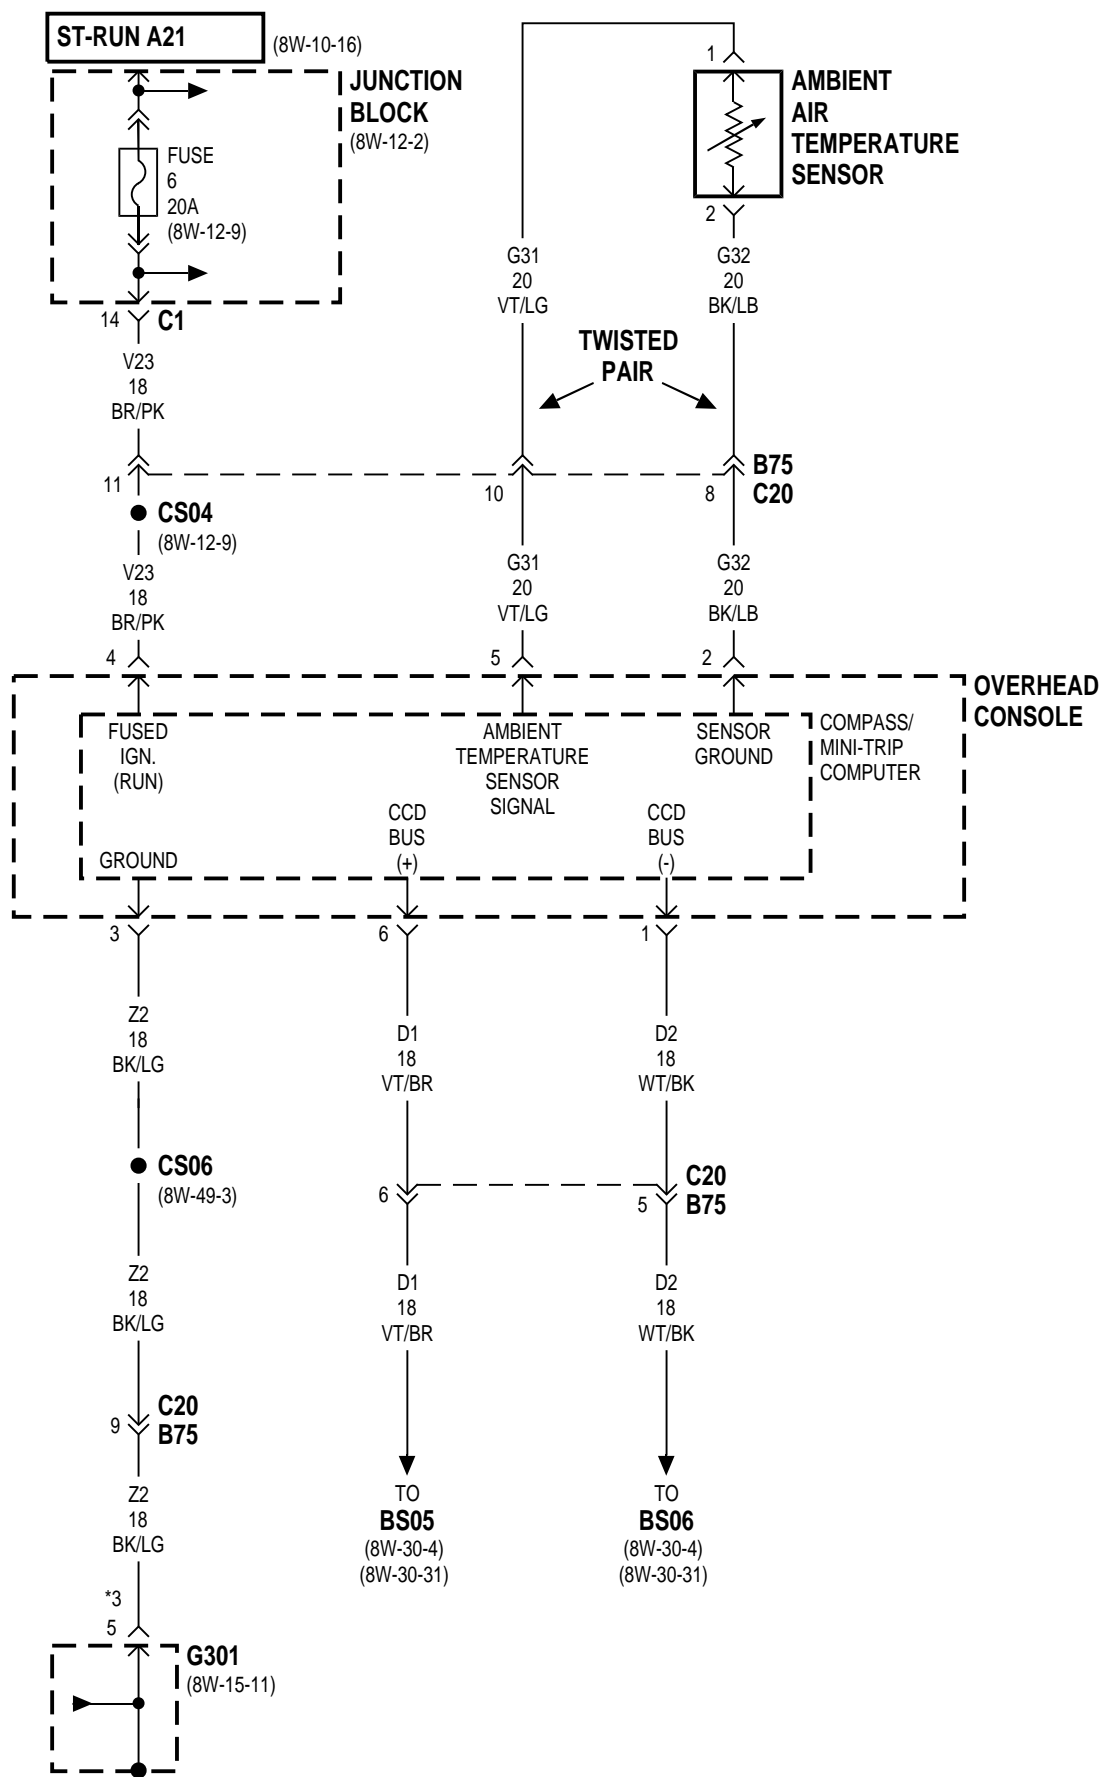 ST-RUN A21
(8W-10-16)
JUNCTION
BLOCK
(8W-12-2)
FUSE
6
20A
(8W-12-9)
14
C1
V23
18
BR/PK
1
AMBIENT
AIR
TEMPERATURE
SENSOR
2
G31
20
VT/LG
G32
20
BK/LB
TWISTED
PAIR
11
10
8
B75
C20
CS04
(8W-12-9)
V23
18
BR/PK
G31
20
VT/LG
G32
20
BK/LB
4
5
2
OVERHEAD
CONSOLE
FUSED
IGN.
(RUN)
AMBIENT
TEMPERATURE
SENSOR
SIGNAL
SENSOR
GROUND
COMPASS/
MINI-TRIP
COMPUTER
GROUND
CCD
BUS
(+)
CCD
BUS
(-)
3
6
1
Z2
18
BK/LG
D1
18
VT/BR
D2
18
WT/BK
CS06
(8W-49-3)
6
5
C20
B75
Z2
18
BK/LG
D1
18
VT/BR
D2
18
WT/BK
9
C20
B75
Z2
18
BK/LG
TO
BS05
(8W-30-4)
(8W-30-31)
TO
BS06
(8W-30-4)
(8W-30-31)
*3
5
G301
(8W-15-11)